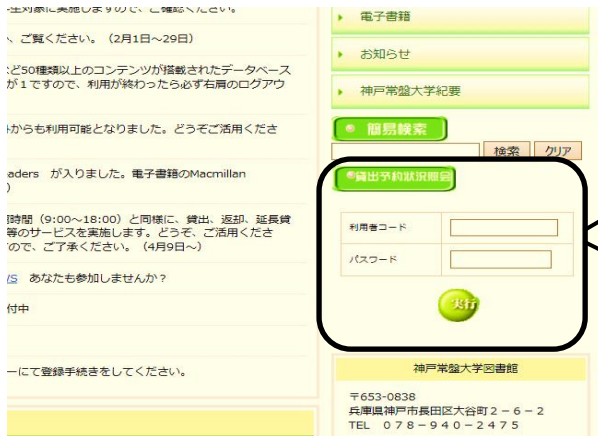 生対象に実施しますので、ご確認ください。
、ご覧ください。（2月1日～29日）
など50種類以上のコンテンツが搭載されたデータベース
が１ですので、利用が終わったら必ず右肩のログアウ
からも利用可能となりました。どうぞご活用くださ
aders が入りました。電子書籍のMacmillan
）
時間（9:00～18:00）と同様に、貸出、返却、延長貸
等のサービスを実施します。どうぞ、ご活用くださ
ので、ご了承ください。（4月9日～）
VS あなたも参加しませんか？
付中
ーにて登録手続きをしてください。
電子書籍
お知らせ
神戸常盤大学紀要
簡易検索
検索 クリア
貸出予約状況照会
利用者コード
パスワード
実行
神戸常盤大学図書館
〒653-0838
兵庫県神戸市長田区大谷町２－６－２
TEL ０７８－９４０－２４７５